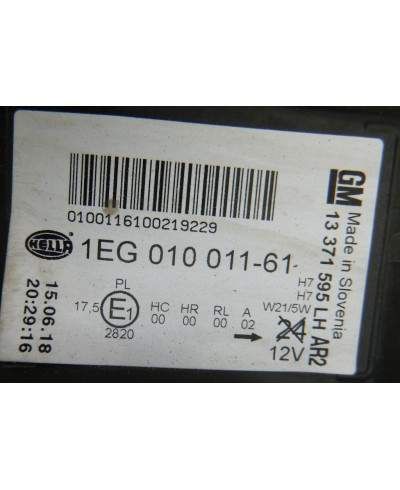 0100116100219229
HELLA
1EG 010 011-61
15.06.18
20:29:16
PL
17,5
E1
2820
HC
00
HR
00
RL
00
A
02
H7
H7
W21/5W
24
12V
GM
Made in Slovenia
13 371 595 LH AR2